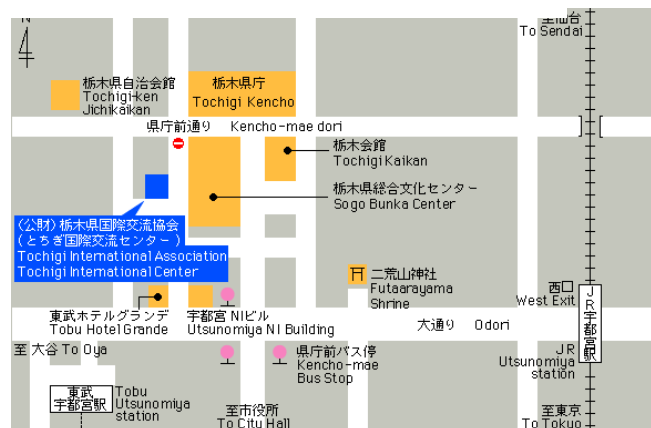 N
至仙台
To Sendai
栃木県自治会館
Tochigi-ken
Jichikaikan
栃木県庁
Tochigi Kencho
県庁前通り Kencho-mae dori
栃木会館
Tochigi Kaikan
栃木県総合文化センター
Sogo Bunka Center
(公財)栃木県国際交流協会
(とちぎ国際交流センター)
Tochigi International Association
Tochigi International Center
二荒山神社
Futaarayama
Shrine
西口
West Exit
JR宇都宮駅
東武ホテルグランデ
Tobu Hotel Grande
宇都宮NIビル
Utsunomiya NI Building
大通り Odori
至 大谷 To Oya
県庁前バス停
Kencho-mae
Bus Stop
JR
Utsunomiya
station
東武
宇都宮駅
Tobu
Utsunomiya
station
至市役所
To City Hall
至東京
To Tokyo